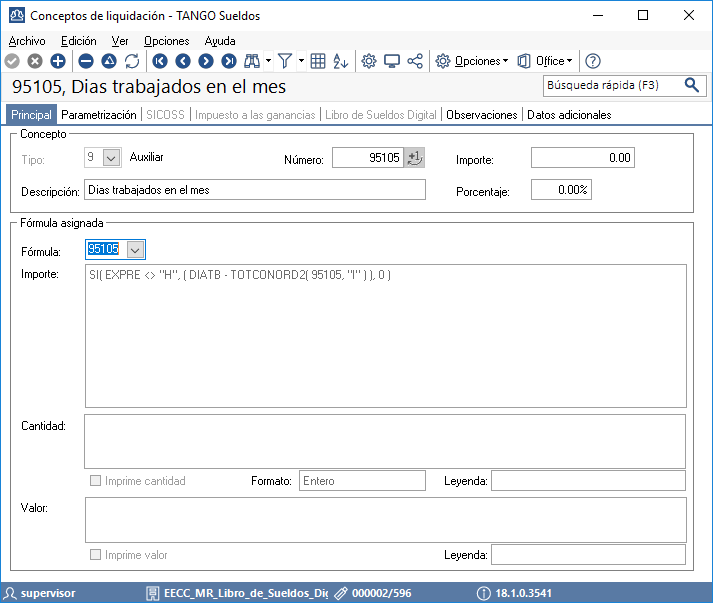 Conceptos de liquidación - TANGO Sueldos
Archivo Edición Ver Opciones Ayuda
Opciones Office
95105, Dias trabajados en el mes
Búsqueda rápida (F3)
Principal Parametrización SICOSS Impuesto a las ganancias Libro de Sueldos Digital Observaciones Datos adicionales
Concepto
Tipo: 9 Auxiliar Número: 95105 +1 Importe: 0.00
Descripción: Dias trabajados en el mes Porcentaje: 0.00%
Fórmula asignada
Fórmula: 95105
Importe: SI( EXPRE <> "H", ( DIATB - TOTCONORD2( 95105, "I" ) ), 0 )
Cantidad:
Imprime cantidad Formato: Entero Leyenda:
Valor:
Imprime valor Leyenda:
supervisor EECC_MR_Libro_de_Sueldos_Dig 000002/596 18.1.0.3541